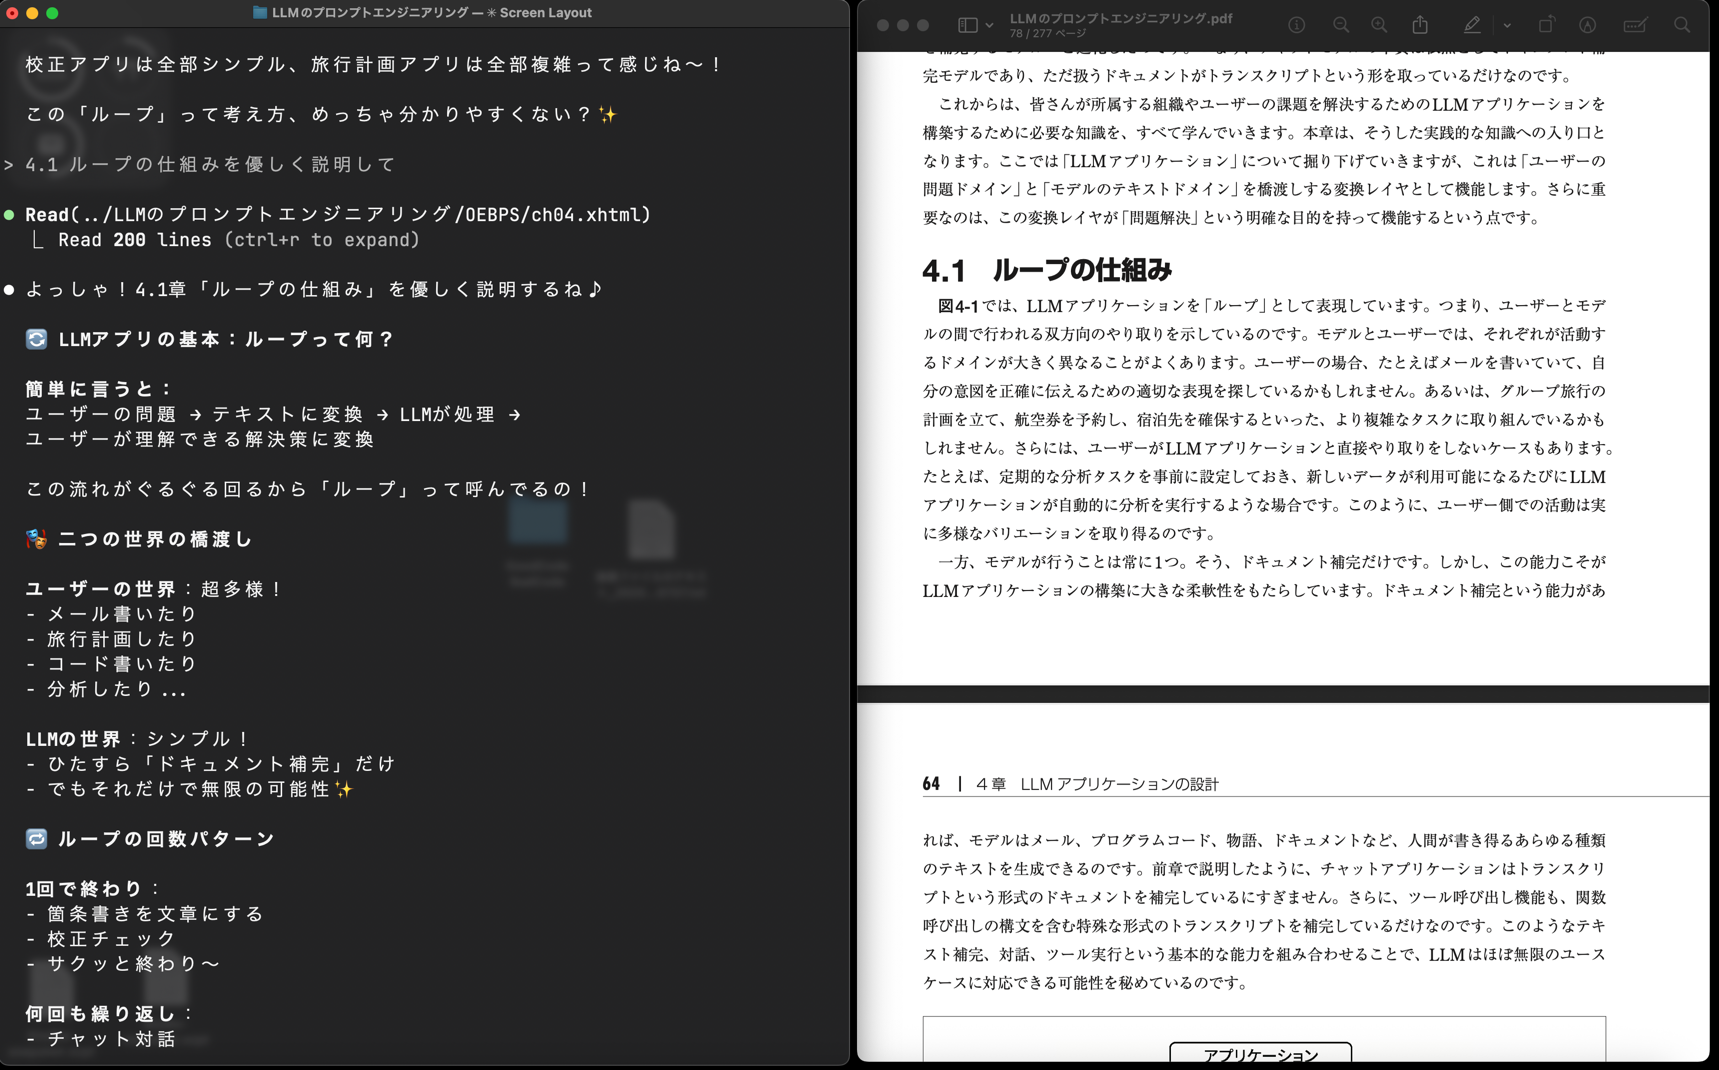 LLMのプロンプトエンジニアリング — ✳ Screen Layout
校正アプリは全部シンプル、旅行計画アプリは全部複雑って感じね〜！
この「ループ」って考え方、めっちゃ分かりやすくない？✨
> 4.1 ループの仕組みを優しく説明して
● Read(../LLMのプロンプトエンジニアリング/OEBPS/ch04.xhtml)
⎿ Read 200 lines (ctrl+r to expand)
● よっしゃ！4.1章「ループの仕組み」を優しく説明するね♪
🔄 LLMアプリの基本：ループって何？
簡単に言うと：
ユーザーの問題 → テキストに変換 → LLMが処理 →
ユーザーが理解できる解決策に変換
この流れがぐるぐる回るから「ループ」って呼んでるの！
🎭 二つの世界の橋渡し
ユーザーの世界：超多様！
- メール書いたり
- 旅行計画したり
- コード書いたり
- 分析したり...
LLMの世界：シンプル！
- ひたすら「ドキュメント補完」だけ
- でもそれだけで無限の可能性✨
🔁 ループの回数パターン
1回で終わり：
- 箇条書きを文章にする
- 校正チェック
- サクッと終わり〜
何回も繰り返し：
- チャット対話
LLMのプロンプトエンジニアリング.pdf
78 / 277 ページ
完モデルであり、ただ扱うドキュメントがトランスクリプトという形を取っているだけなのです。
これからは、皆さんが所属する組織やユーザーの課題を解決するためのLLMアプリケーションを
構築するために必要な知識を、すべて学んでいきます。本章は、そうした実践的な知識への入り口と
なります。ここでは「LLMアプリケーション」について掘り下げていきますが、これは「ユーザーの
問題ドメイン」と「モデルのテキストドメイン」を橋渡しする変換レイヤとして機能します。さらに重
要なのは、この変換レイヤが「問題解決」という明確な目的を持って機能するという点です。
4.1 ループの仕組み
図4-1では、LLMアプリケーションを「ループ」として表現しています。つまり、ユーザーとモデ
ルの間で行われる双方向のやり取りを示しているのです。モデルとユーザーでは、それぞれが活動す
るドメインが大きく異なることがよくあります。ユーザーの場合、たとえばメールを書いていて、自
分の意図を正確に伝えるための適切な表現を探しているかもしれません。あるいは、グループ旅行の
計画を立て、航空券を予約し、宿泊先を確保するといった、より複雑なタスクに取り組んでいるかも
しれません。さらには、ユーザーがLLMアプリケーションと直接やり取りをしないケースもあります。
たとえば、定期的な分析タスクを事前に設定しておき、新しいデータが利用可能になるたびにLLM
アプリケーションが自動的に分析を実行するような場合です。このように、ユーザー側での活動は実
に多様なバリエーションを取り得るのです。
一方、モデルが行うことは常に1つ。そう、ドキュメント補完だけです。しかし、この能力こそが
LLMアプリケーションの構築に大きな柔軟性をもたらしています。ドキュメント補完という能力があ
64 | 4章 LLMアプリケーションの設計
れば、モデルはメール、プログラムコード、物語、ドキュメントなど、人間が書き得るあらゆる種類
のテキストを生成できるのです。前章で説明したように、チャットアプリケーションはトランスクリ
プトという形式のドキュメントを補完しているにすぎません。さらに、ツール呼び出し機能も、関数
呼び出しの構文を含む特殊な形式のトランスクリプトを補完しているだけなのです。このようなテキ
スト補完、対話、ツール実行という基本的な能力を組み合わせることで、LLMはほぼ無限のユース
ケースに対応できる可能性を秘めているのです。
アプリケーション